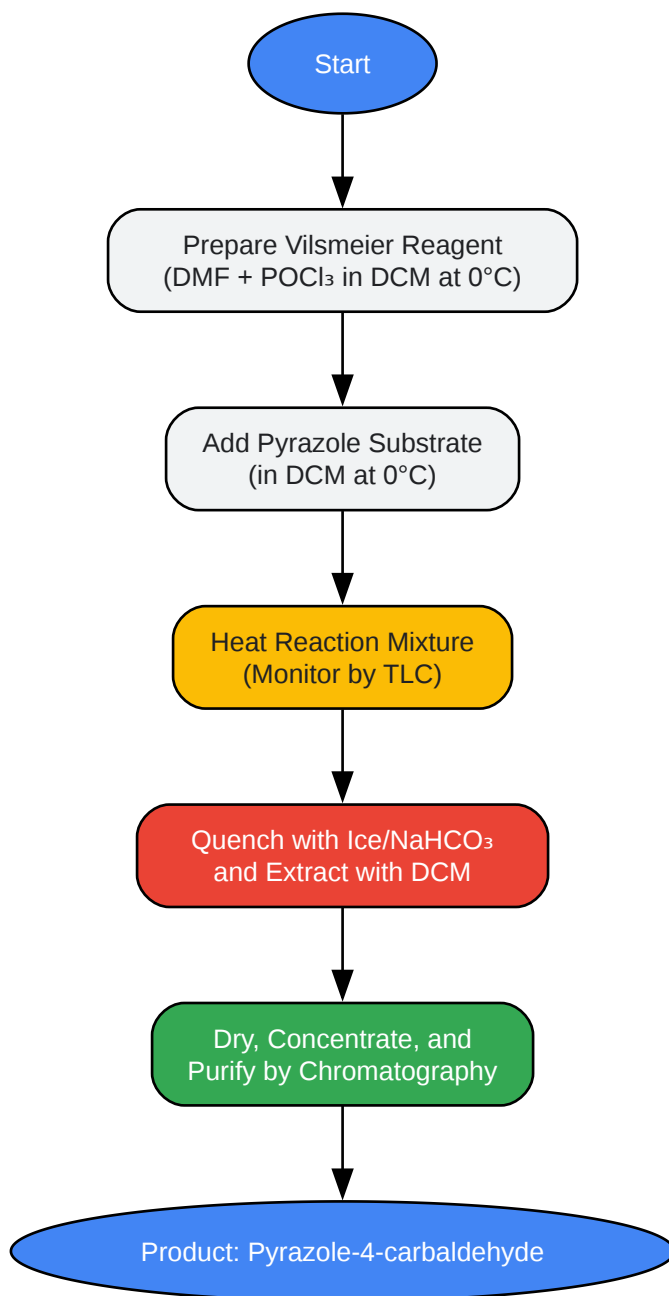 Start
Prepare Vilsmeier Reagent
(DMF + POCl₃ in DCM at 0°C)
Add Pyrazole Substrate
(in DCM at 0°C)
Heat Reaction Mixture
(Monitor by TLC)
Quench with Ice/NaHCO₃
and Extract with DCM
Dry, Concentrate, and
Purify by Chromatography
Product: Pyrazole-4-carbaldehyde